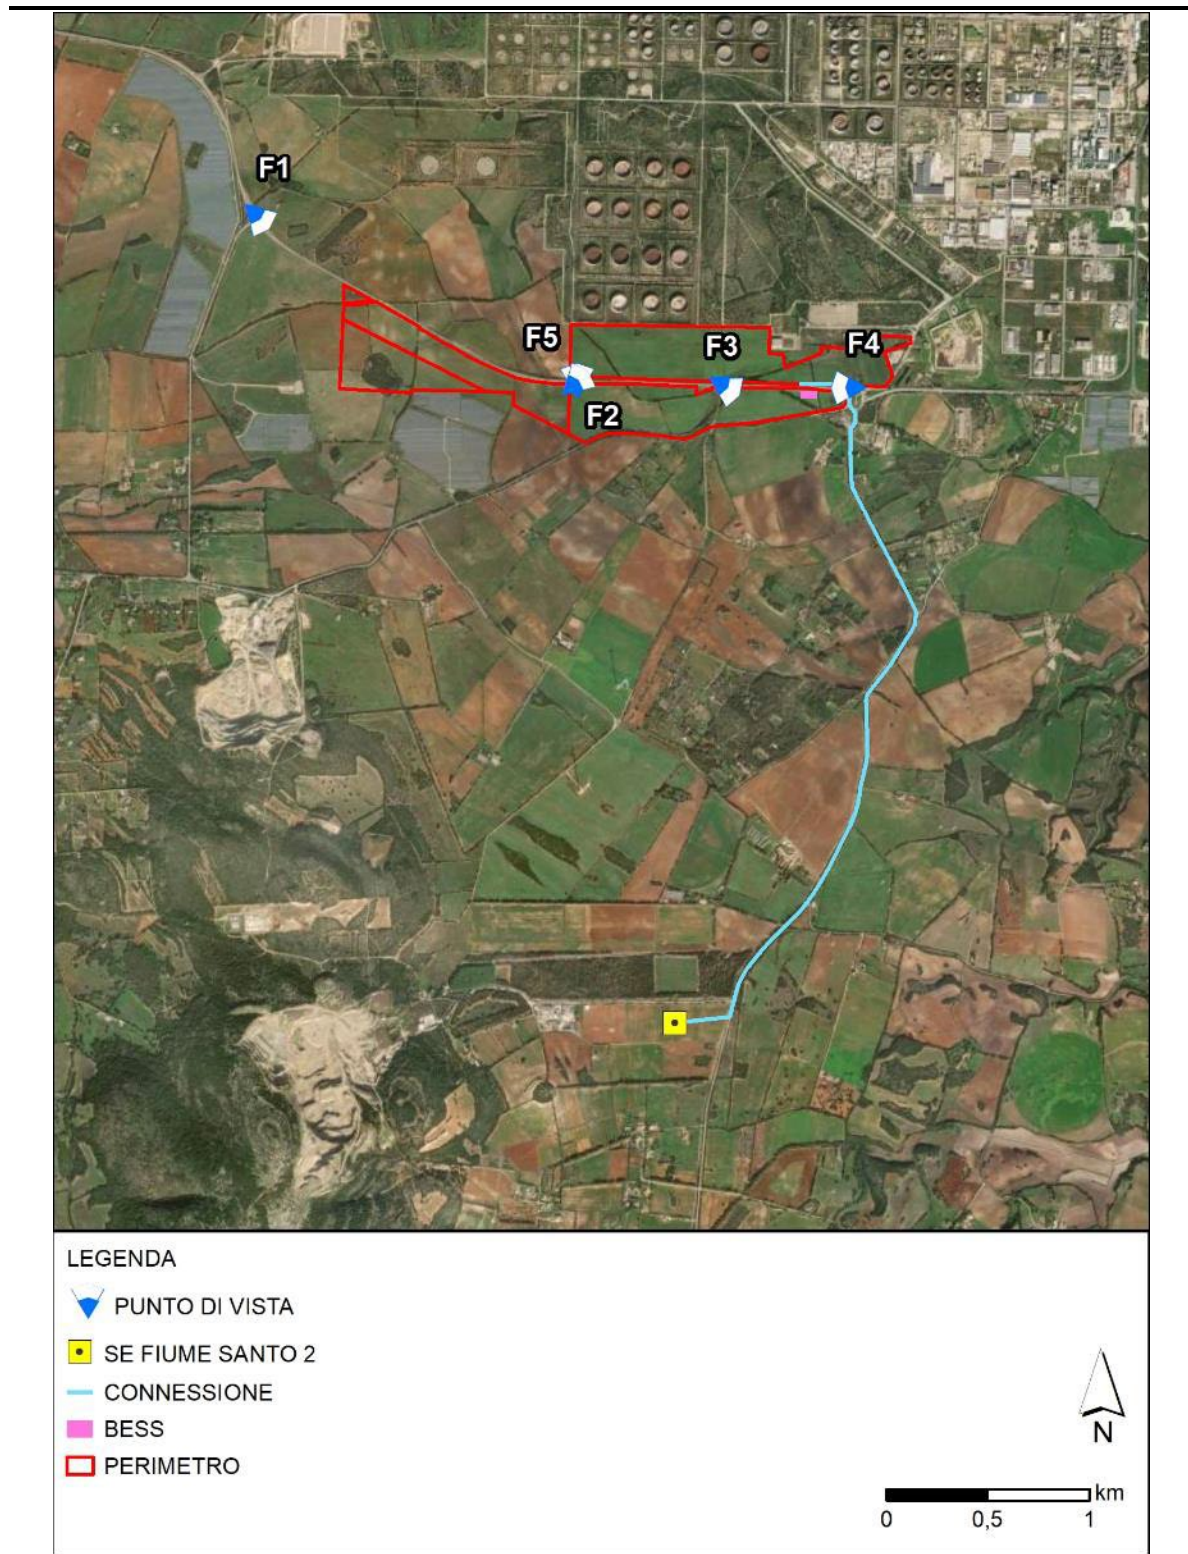 F1
F5
F3
F4
F2
LEGENDA
PUNTO DI VISTA
SE FIUME SANTO 2
CONNESSIONE
BESS
PERIMETRO
N
km
0 0,5 1